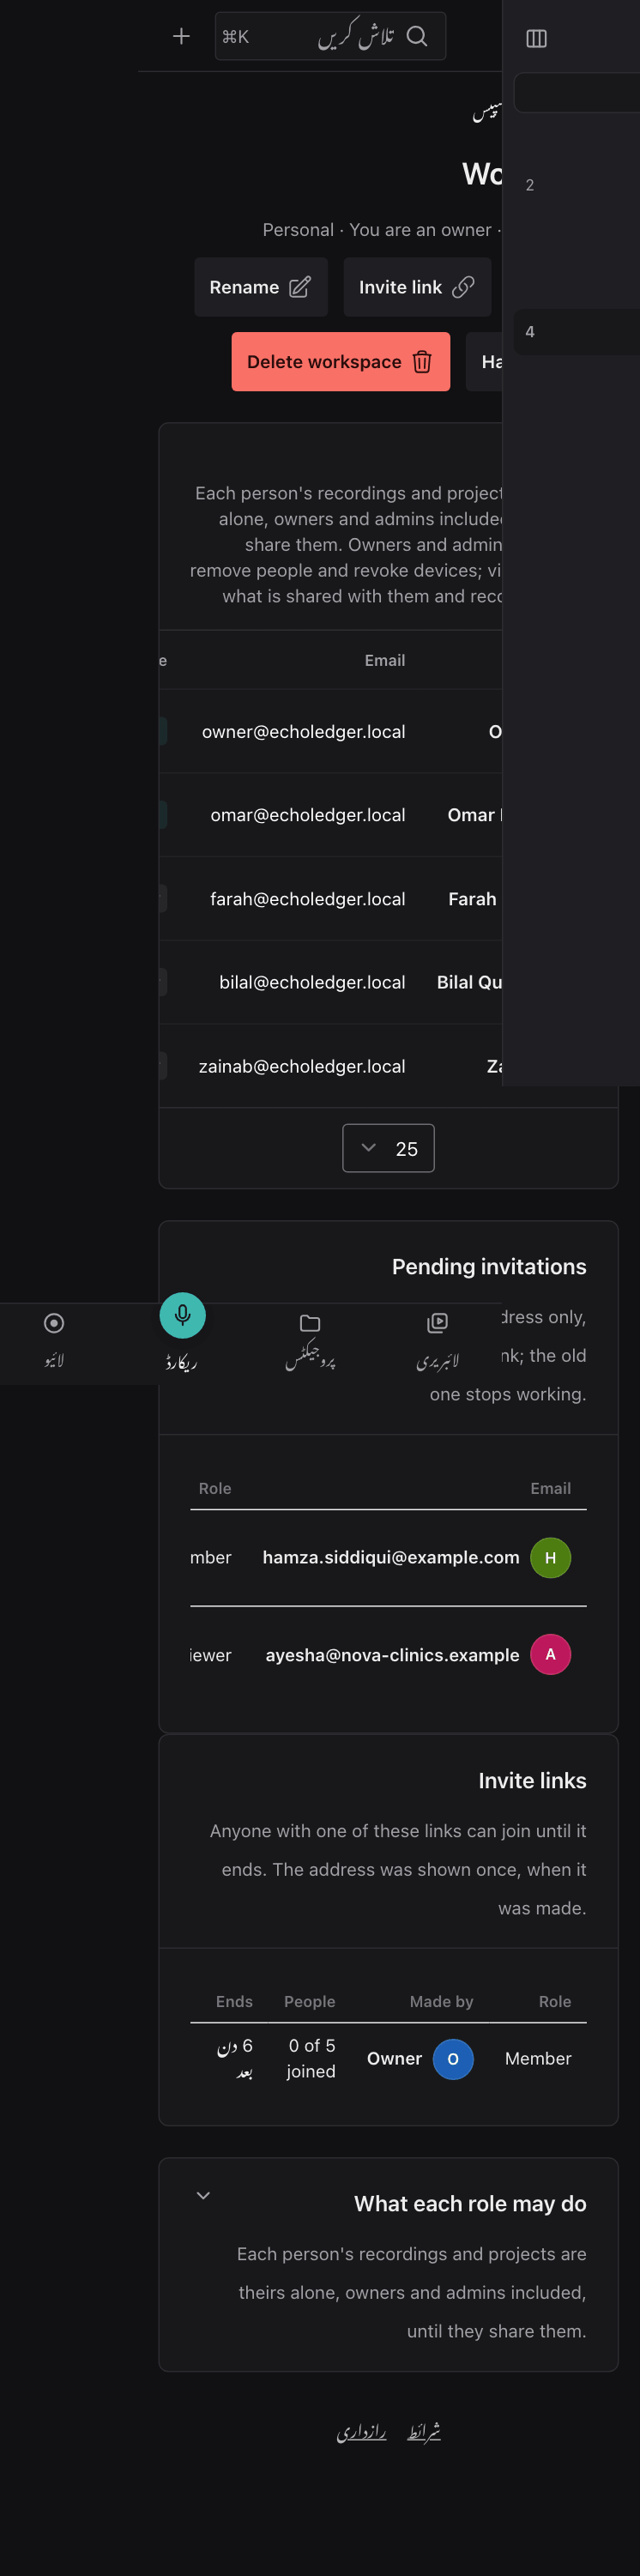 ⌘K تلاش کریں
2
4
Personal · You are an owner ·
Rename
Invite link
Delete workspace
Each person's recordings and
alone, owners and admins
share them. Owners and
remove people and revoke devices;
what is shared with them and
Email
owner@echoledger.local
omar@echoledger.local
Omar
farah@echoledger.local
Farah
bilal@echoledger.local
Bilal
zainab@echoledger.local
25
Pending invitations
only,
the old
one stops working.
لائبریری
پروجیکٹس
ریکارڈ
لائیو
Email
Role
H hamza.siddiqui@example.com
A ayesha@nova-clinics.example
Invite links
Anyone with one of these links can join until it
ends. The address was shown once, when it
was made.
Role Made by People Ends
Member O Owner 0 of 5 joined 6 دن بعد
What each role may do
Each person's recordings and projects are
theirs alone, owners and admins included,
until they share them.
شرائط رازداری